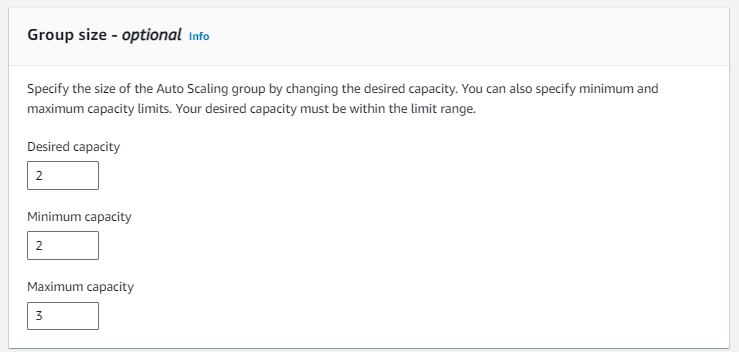 Group size - optional Info
Specify the size of the Auto Scaling group by changing the desired capacity. You can also specify minimum and
maximum capacity limits. Your desired capacity must be within the limit range.
Desired capacity
2
Minimum capacity
2
Maximum capacity
3